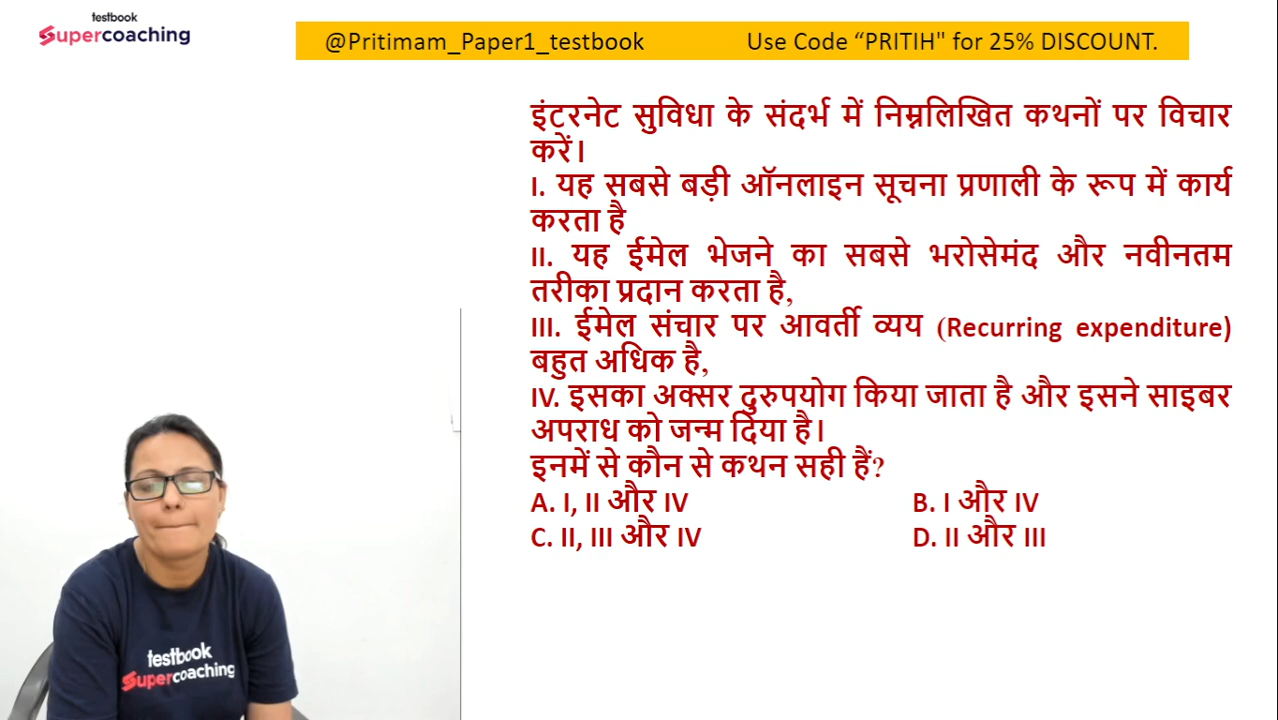 testbook
Supercoaching
@Pritimam_Paper1_testbook Use Code “PRITIH" for 25% DISCOUNT.
इंटरनेट सुविधा के संदर्भ में निम्नलिखित कथनों पर विचार
करें।
I. यह सबसे बड़ी ऑनलाइन सूचना प्रणाली के रूप में कार्य
करता है
II. यह ईमेल भेजने का सबसे भरोसेमंद और नवीनतम
तरीका प्रदान करता है,
III. ईमेल संचार पर आवर्ती व्यय (Recurring expenditure)
बहुत अधिक है,
IV. इसका अक्सर दुरुपयोग किया जाता है और इसने साइबर
अपराध को जन्म दिया है।
इनमें से कौन से कथन सही हैं?
A. I, II और IV B. I और IV
C. II, III और IV D. II और III
testbook
Supercoaching